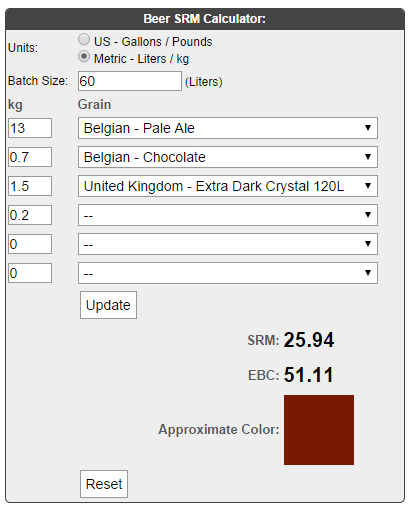 Beer SRM Calculator:
Units:
US - Gallons / Pounds
Metric - Liters / kg
Batch Size: 60 (Liters)
kg Grain
13 Belgian - Pale Ale
0.7 Belgian - Chocolate
1.5 United Kingdom - Extra Dark Crystal 120L
0.2 --
0 --
0 --
Update
SRM: 25.94
EBC: 51.11
Approximate Color:
Reset